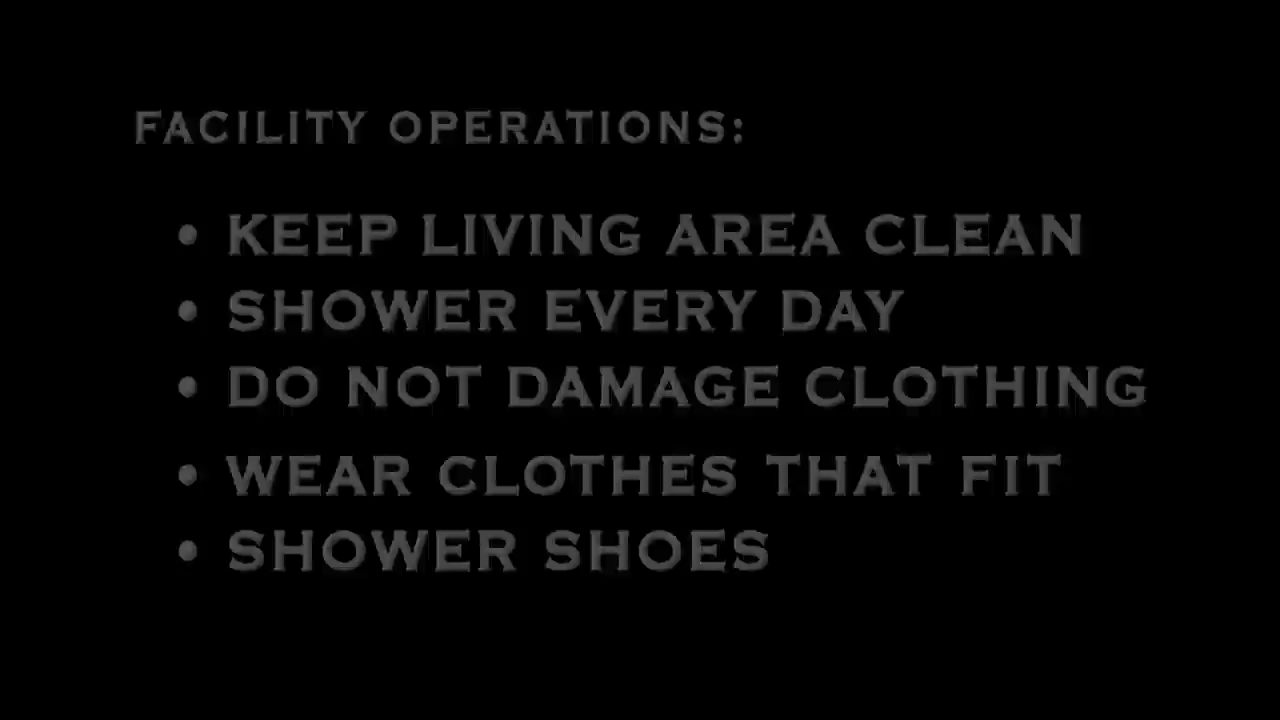 FACILITY OPERATIONS:
• KEEP LIVING AREA CLEAN
• SHOWER EVERY DAY
• DO NOT DAMAGE CLOTHING
• WEAR CLOTHES THAT FIT
• SHOWER SHOES